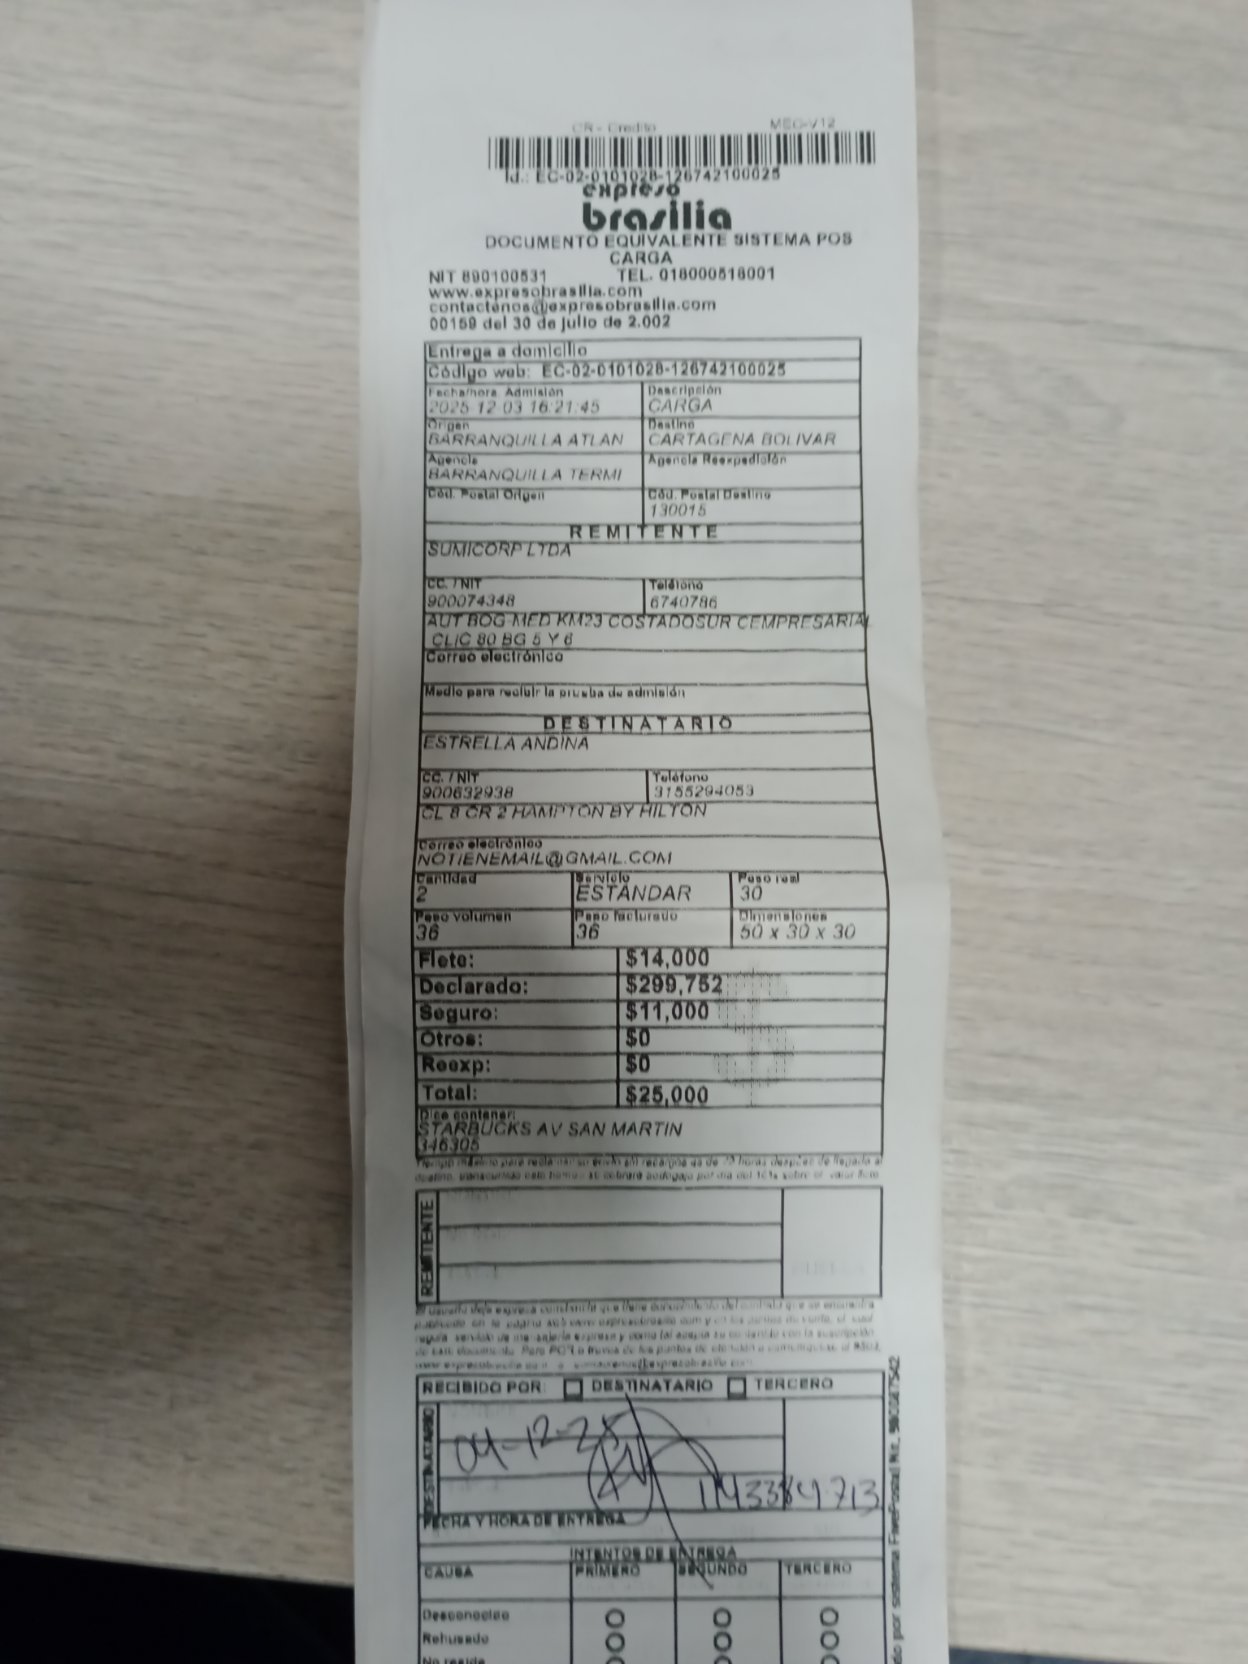 CR - Credito MEC-V12
Id.: EC-02-0101028-126742100025
expreso
brasilia
DOCUMENTO EQUIVALENTE SISTEMA POS
CARGA
NIT 890100531 TEL. 018000518001
www.expresobrasilia.com
contactenos@expresobrasilia.com
00159 del 30 de julio de 2.002
Entrega a domicilio
Código web: EC-02-0101028-126742100025
Fecha/hora Admisión Descripción
2025 12 03 16:21:45 CARGA
Origen Destino
BARRANQUILLA ATLAN CARTAGENA BOLIVAR
Agencia Agencia Reexpedición
BARRANQUILLA TERMI
Cód. Postal Origen Cód. Postal Destino
130015
REMITENTE
SUMICORP LTDA
CC. / NIT Teléfono
900074348 6740786
AUT BOG MED KM23 COSTADOSUR CEMPRESARIAL
CLIC 80 BG 5 Y 6
Correo electrónico
Medio para recibir la prueba de admisión
DESTINATARIO
ESTRELLA ANDINA
CC. / NIT Teléfono
900632938 3155294053
CL 8 CR 2 HAMPTON BY HILTON
Correo electrónico
NOTIENEMAIL@GMAIL.COM
Cantidad Servicio Peso real
2 ESTANDAR 30
Peso volumen Peso facturado Dimensiones
36 36 50 x 30 x 30
Flete: $14,000
Declarado: $299,752
Seguro: $11,000
Otros: $0
Reexp: $0
Total: $25,000
Dice contener:
STARBUCKS AV SAN MARTIN
346305
REMITENTE
RECIBIDO POR: DESTINATARIO TERCERO
DESTINATARIO
04-12-25
1143384713
FECHA Y HORA DE ENTREGA
INTENTOS DE ENTREGA
CAUSA PRIMERO SEGUNDO TERCERO
Desconocido
Rehusado
No reside